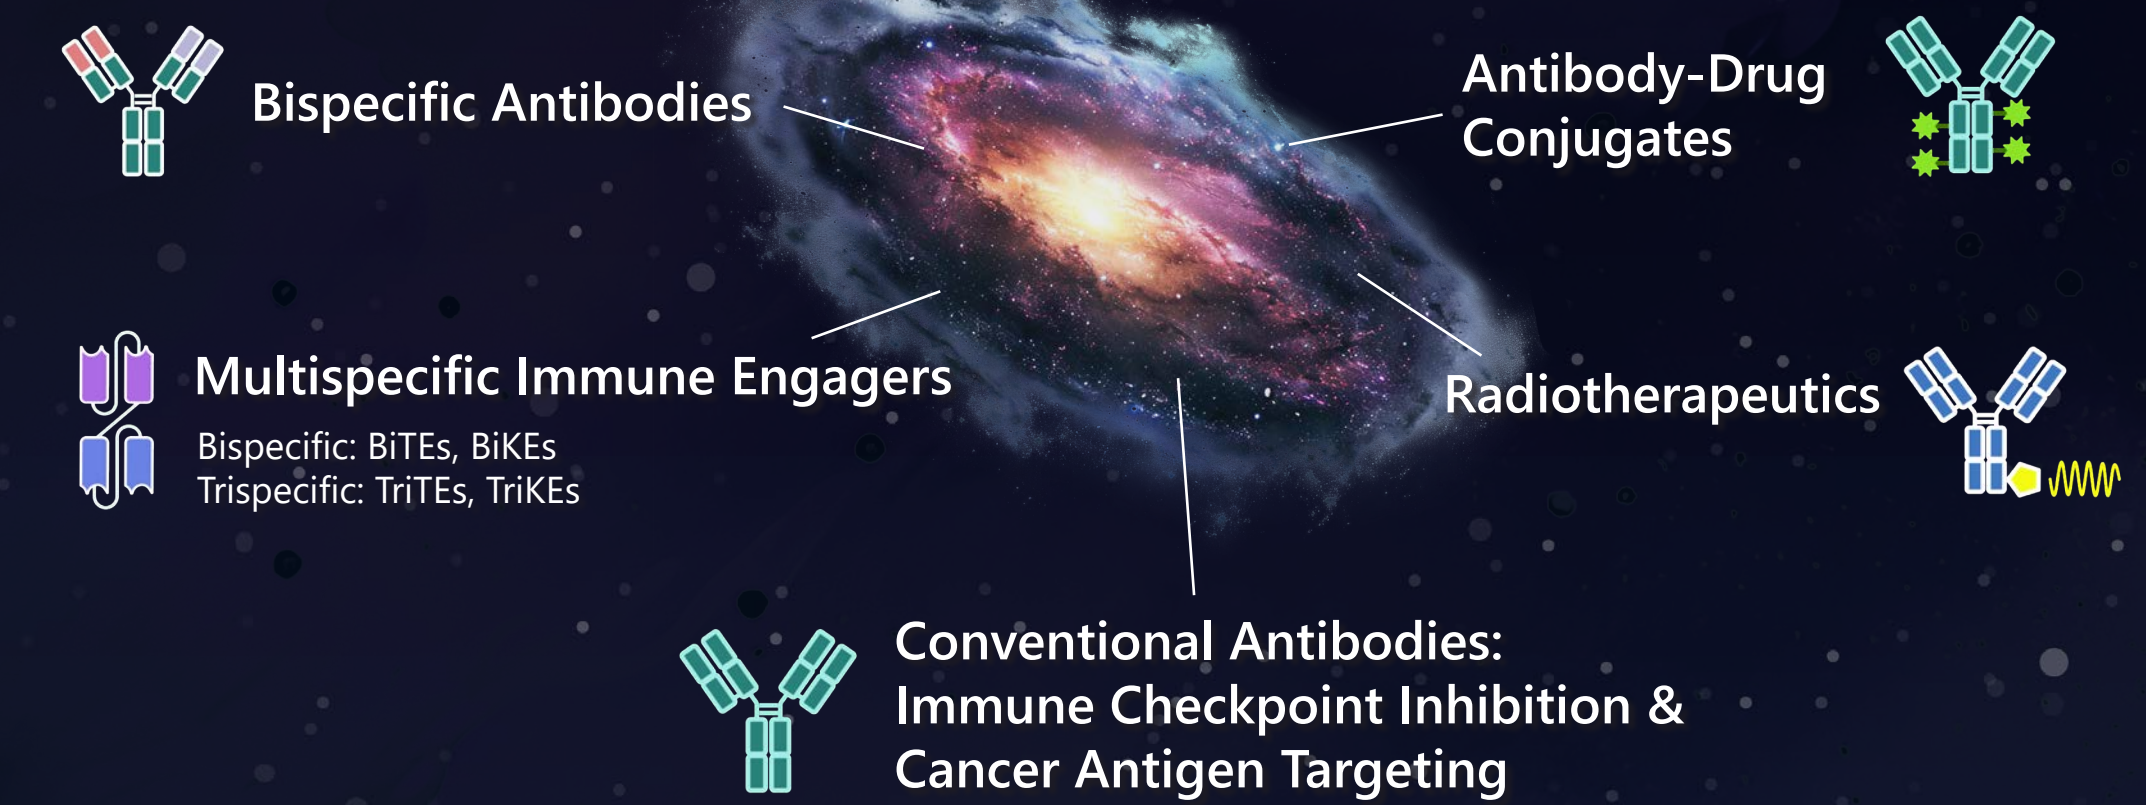 Bispecific Antibodies
Antibody-Drug
Conjugates
Multispecific Immune Engagers
Bispecific: BiTEs, BiKEs
Trispecific: TriTEs, TriKEs
Radiotherapeutics
Conventional Antibodies:
Immune Checkpoint Inhibition &
Cancer Antigen Targeting